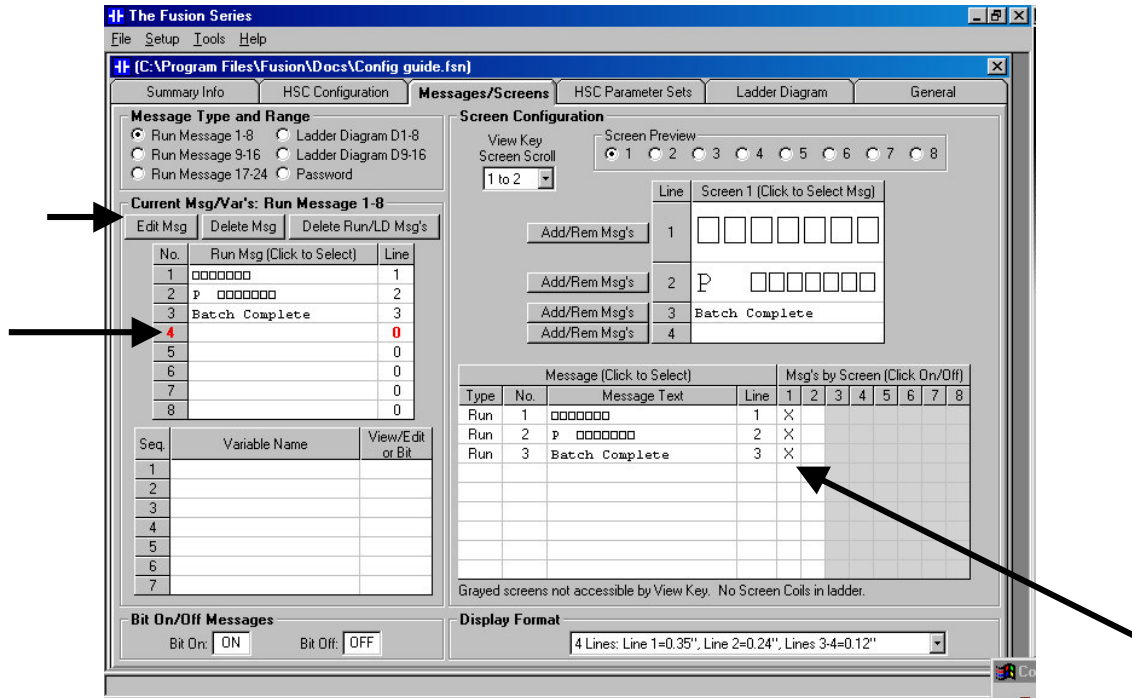 The Fusion Series
File Setup Tools Help
(C:\Program Files\Fusion\Docs\Config guide.fsn)
Summary Info HSC Configuration Messages/Screens HSC Parameter Sets Ladder Diagram General
Message Type and Range
Run Message 1-8 Ladder Diagram D1-8
Run Message 9-16 Ladder Diagram D9-16
Run Message 17-24 Password
Current Msg/Var's: Run Message 1-8
Edit Msg Delete Msg Delete Run/LD Msg's
No. Run Msg (Click to Select) Line
1 □□□□□□□ 1
2 P □□□□□□□ 2
3 Batch Complete 3
4 0
5 0
6 0
7 0
8 0
Seq. Variable Name View/Edit or Bit
1
2
3
4
5
6
7
Bit On/Off Messages
Bit On: ON Bit Off: OFF
Screen Configuration
View Key
Screen Scroll
1 to 2
Screen Preview
1 2 3 4 5 6 7 8
Line Screen 1 (Click to Select Msg)
Add/Rem Msg's 1 □□□□□□□
Add/Rem Msg's 2 P □□□□□□□
Add/Rem Msg's 3 Batch Complete
Add/Rem Msg's 4
Message (Click to Select) Msg's by Screen (Click On/Off)
Type No. Message Text Line 1 2 3 4 5 6 7 8
Run 1 □□□□□□□ 1 X
Run 2 P □□□□□□□ 2 X
Run 3 Batch Complete 3 X
Grayed screens not accessible by View Key. No Screen Coils in ladder.
Display Format
4 Lines: Line 1=0.35", Line 2=0.24", Lines 3-4=0.12"
Co